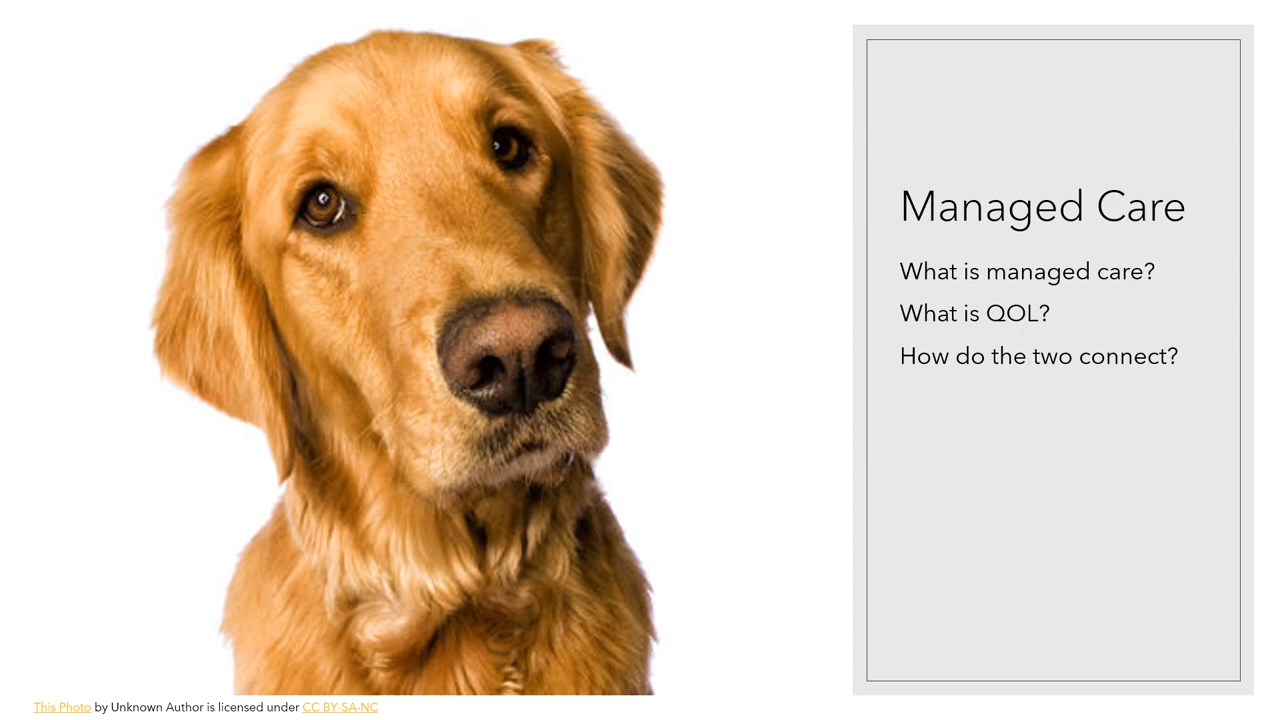 Managed Care
What is managed care?
What is QOL?
How do the two connect?
This Photo by Unknown Author is licensed under CC BY-SA-NC